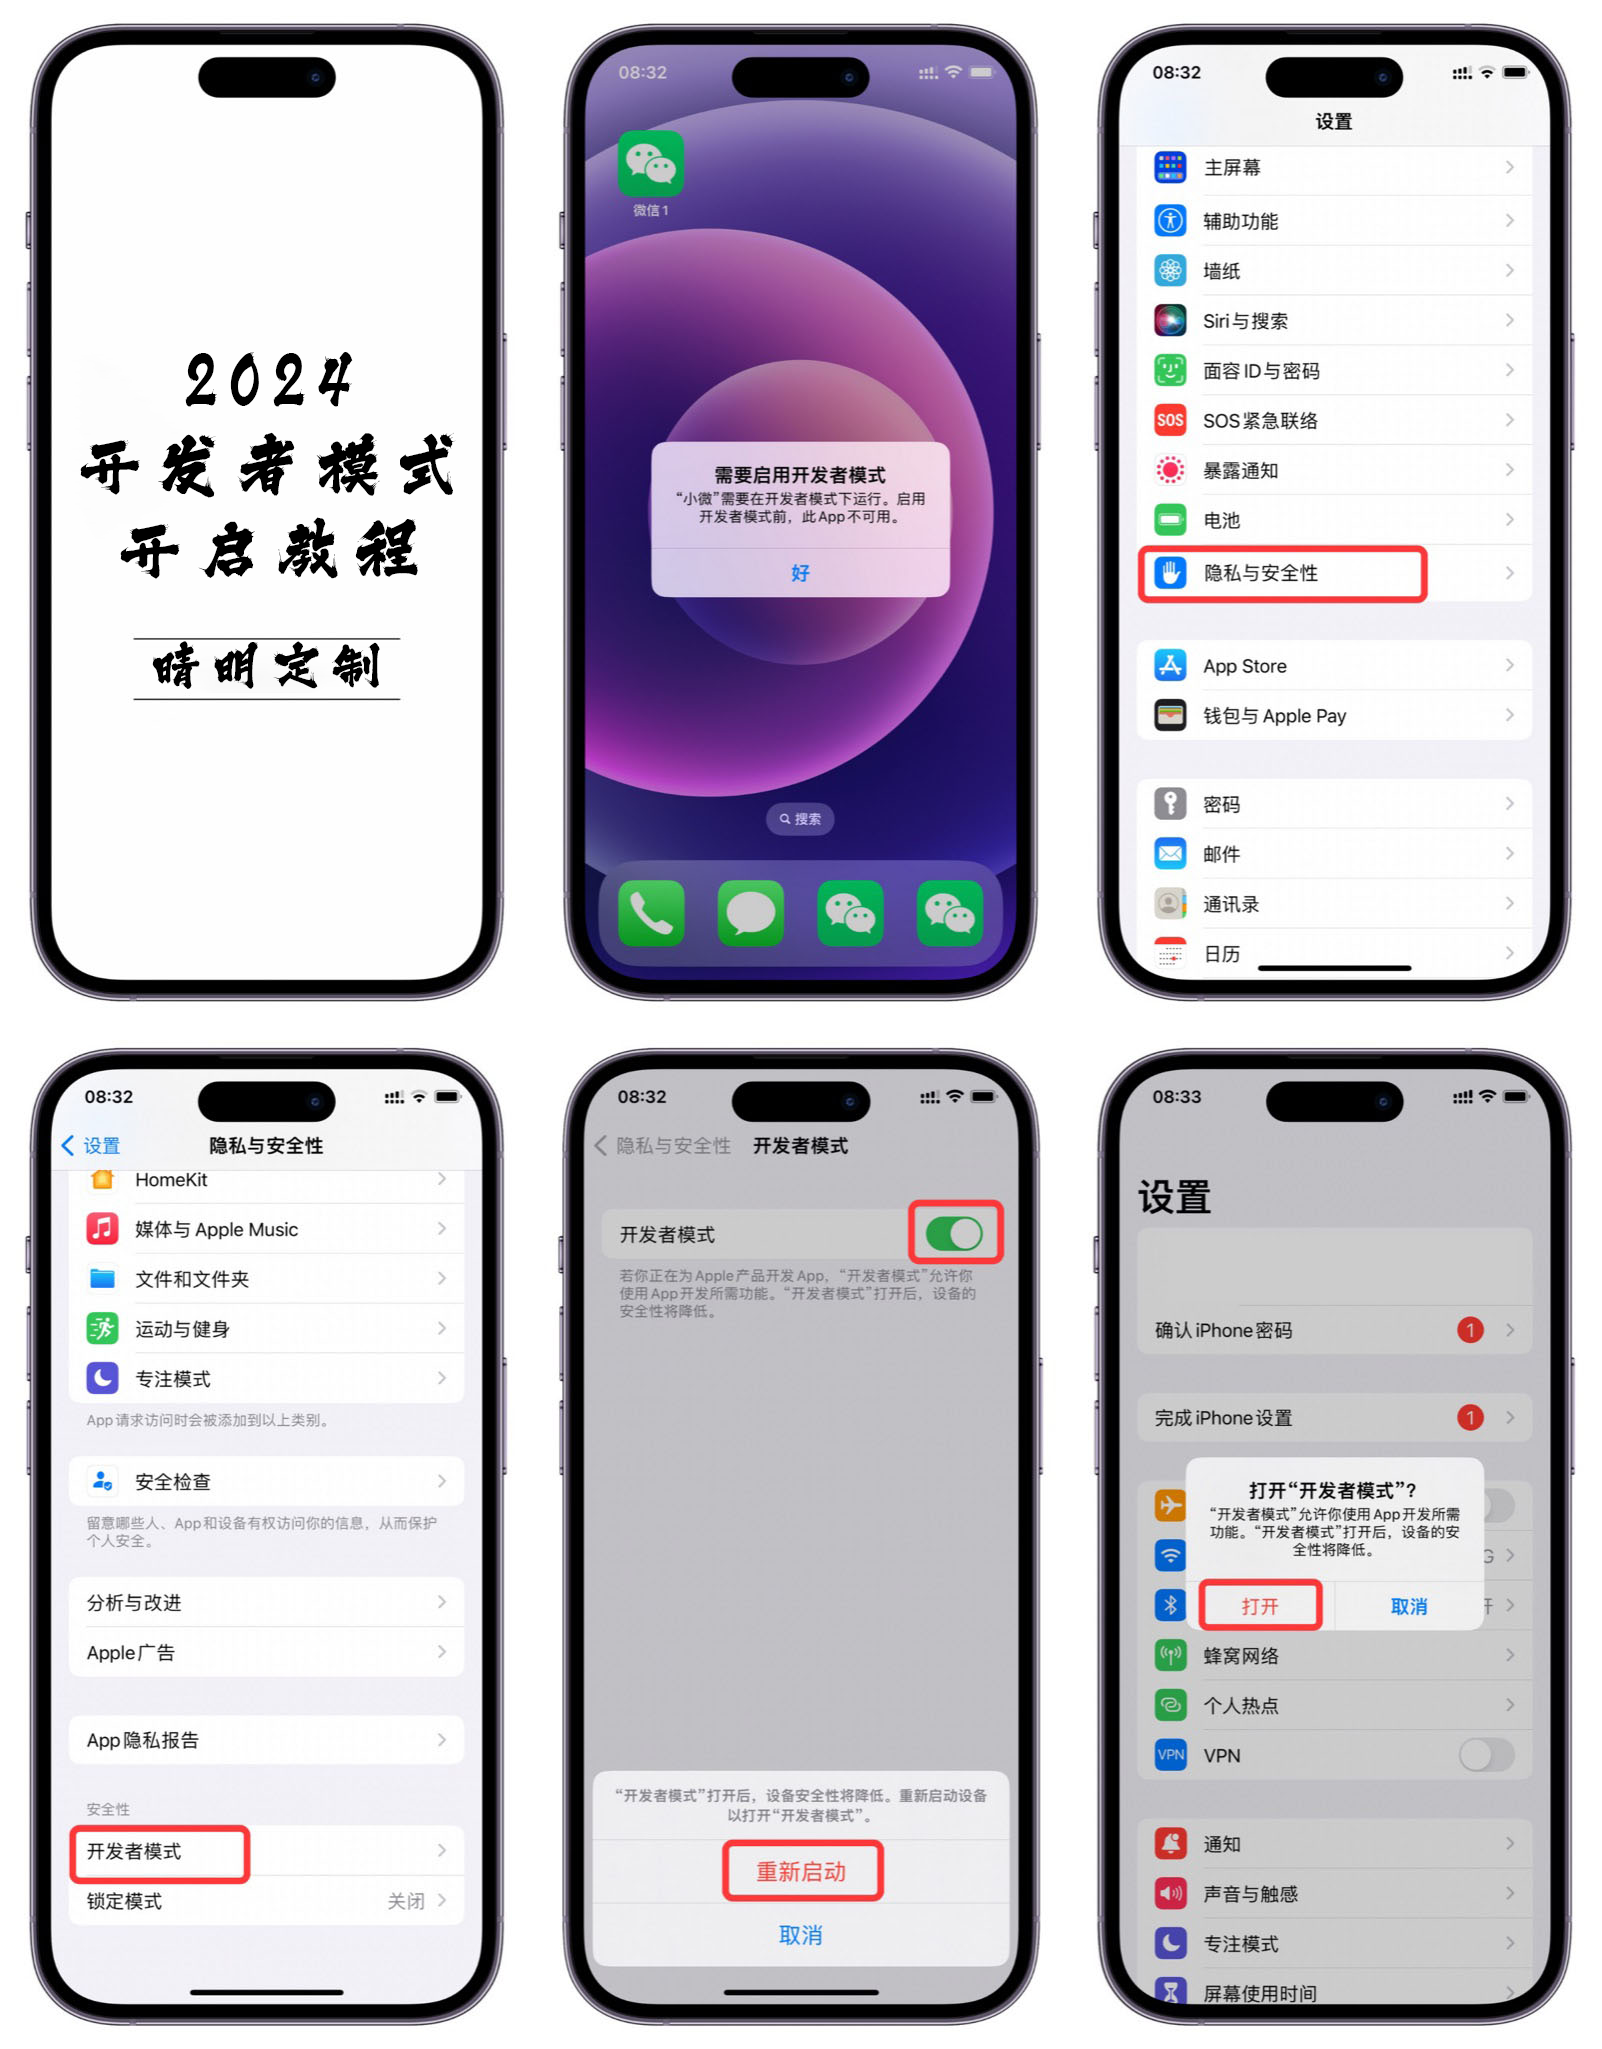 2024
开发者模式
开启教程
晴明定制
08:32
微信1
需要启用开发者模式
“小微”需要在开发者模式下运行。启用
开发者模式前，此App不可用。
好
搜索
08:32
设置
主屏幕
辅助功能
墙纸
Siri与搜索
面容ID与密码
SOS
SOS紧急联络
暴露通知
电池
隐私与安全性
App Store
钱包与Apple Pay
密码
邮件
通讯录
日历
08:32
设置
隐私与安全性
HomeKit
媒体与Apple Music
文件和文件夹
运动与健身
专注模式
App请求访问时会被添加到以上类别。
安全检查
留意哪些人、App和设备有权访问你的信息，从而保护
个人安全。
分析与改进
Apple广告
App隐私报告
安全性
开发者模式
锁定模式 关闭
08:32
隐私与安全性 开发者模式
开发者模式
若你正在为Apple产品开发App，“开发者模式”允许你
使用App开发所需功能。“开发者模式”打开后，设备的
安全性将降低。
“开发者模式”打开后，设备安全性将降低。重新启动设备
以打开“开发者模式”。
重新启动
取消
08:33
设置
确认iPhone密码 1
完成iPhone设置 1
打开“开发者模式”？
“开发者模式”允许你使用App开发所需
功能。“开发者模式”打开后，设备的安
全性将降低。
打开 取消
G
开
蜂窝网络
个人热点
VPN
VPN
通知
声音与触感
专注模式
屏幕使用时间